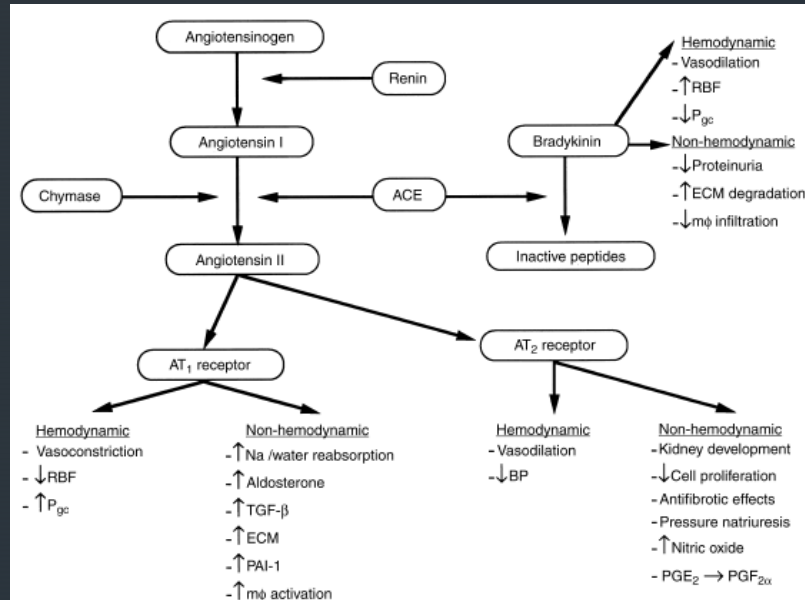 Angiotensinogen
Renin
Angiotensin I
Chymase
ACE
Bradykinin
Hemodynamic
- Vasodilation
-↑RBF
-↓Pgc
Non-hemodynamic
-↓Proteinuria
-↑ECM degradation
-↓mϕ infiltration
Inactive peptides
Angiotensin II
AT1 receptor
AT2 receptor
Hemodynamic
- Vasoconstriction
- ↓RBF
- ↑Pgc
Non-hemodynamic
-↑Na /water reabsorption
-↑Aldosterone
-↑TGF-β
-↑ECM
-↑PAI-1
-↑mϕ activation
Hemodynamic
- Vasodilation
-↓BP
Non-hemodynamic
-Kidney development
-↓Cell proliferation
-Antifibrotic effects
-Pressure natriuresis
-↑Nitric oxide
- PGE2 → PGF2α